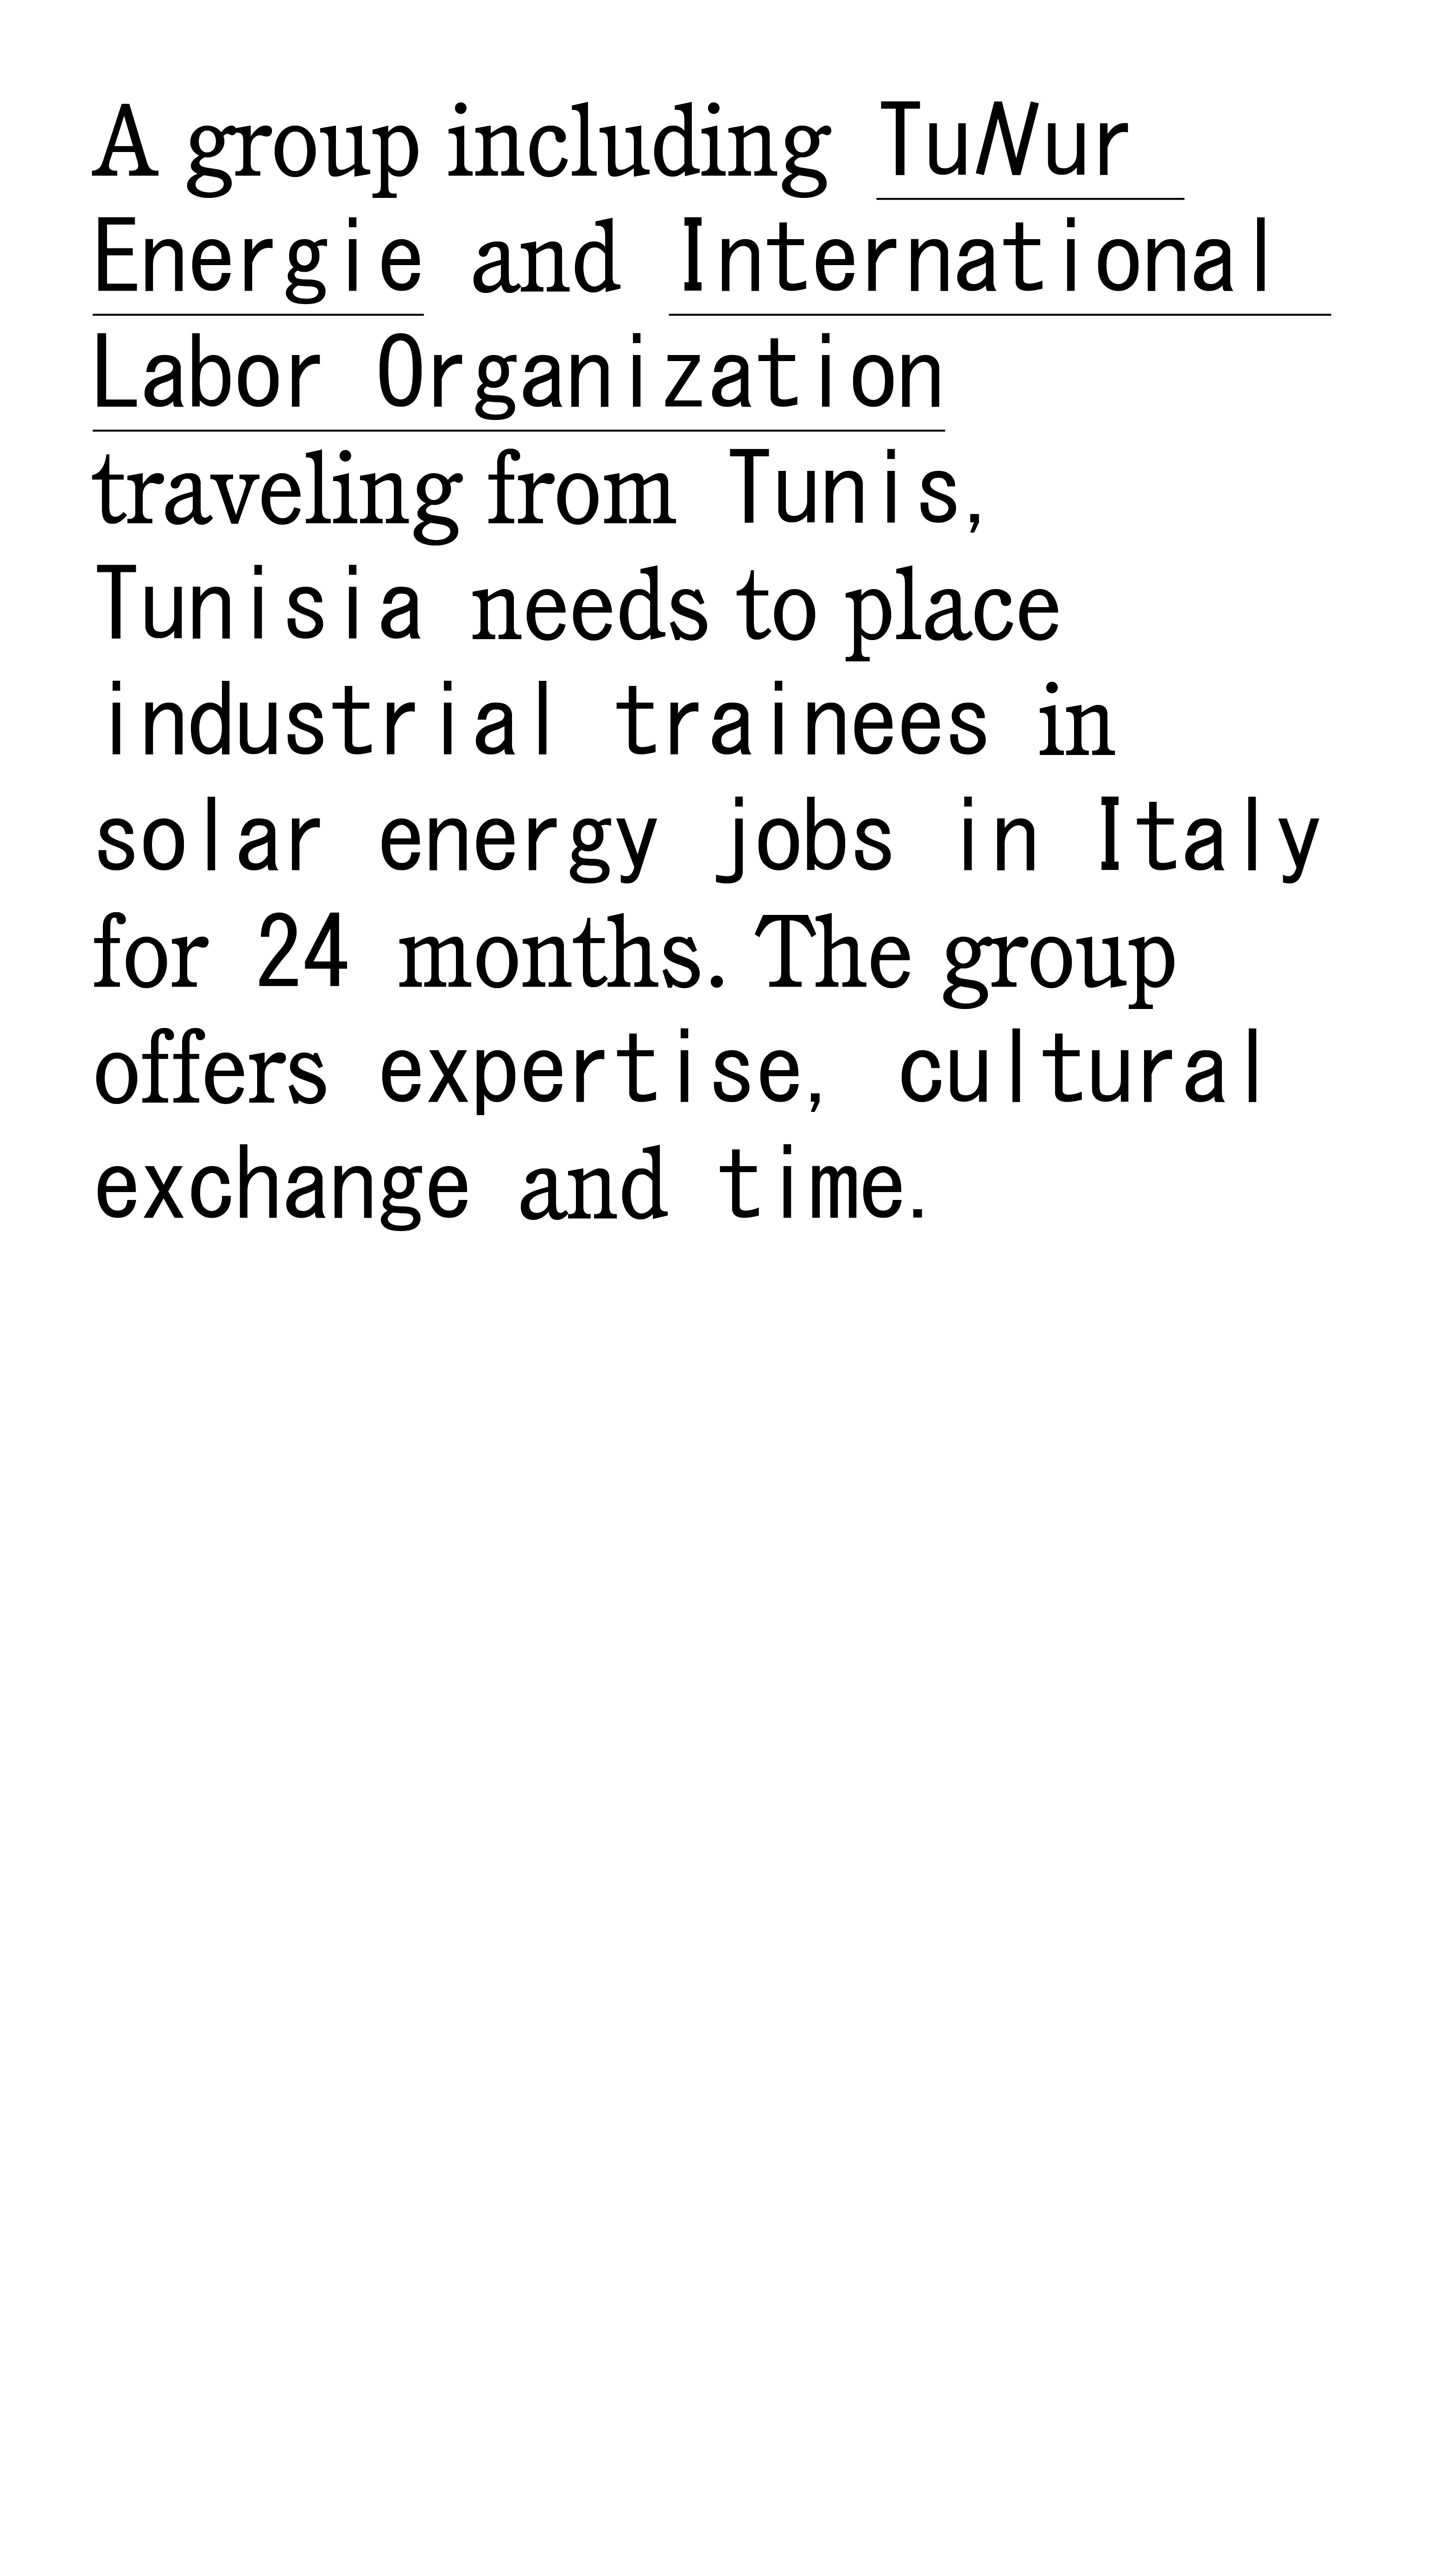 A group including TuNur
Energie and International
Labor Organization
traveling from Tunis,
Tunisia needs to place
industrial trainees in
solar energy jobs in Italy
for 24 months. The group
offers expertise, cultural
exchange and time.